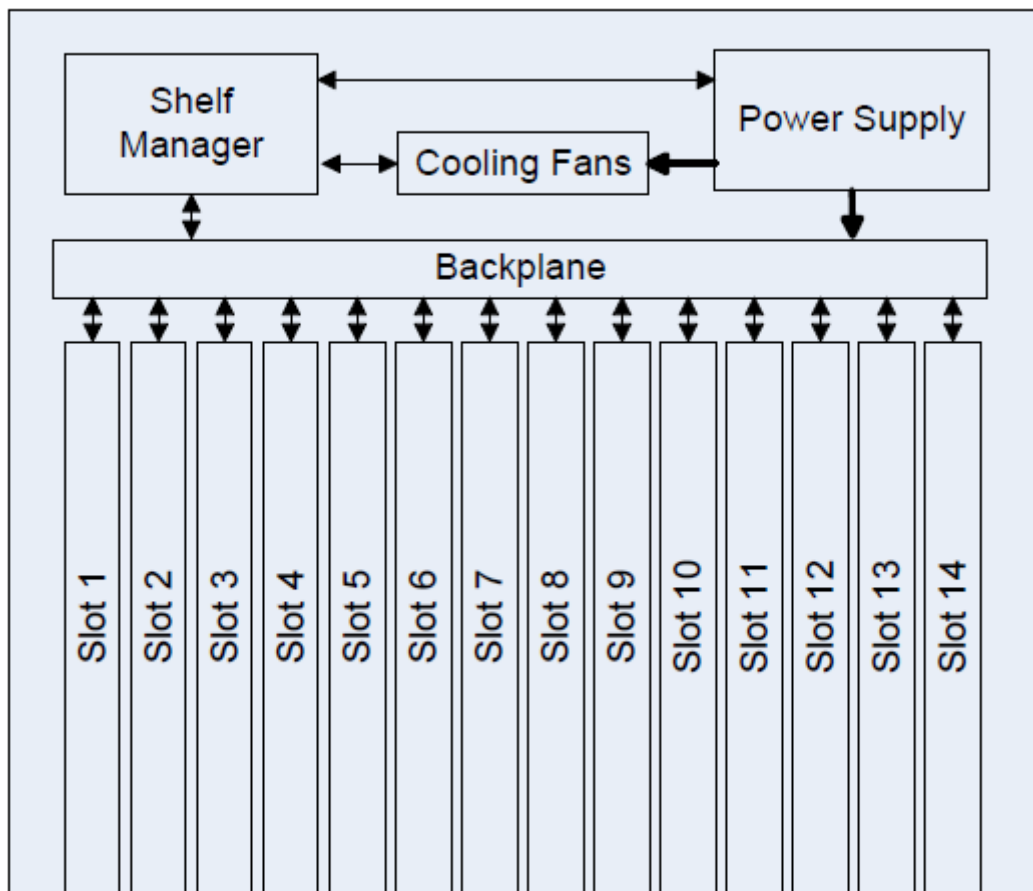 Shelf
Manager
Power Supply
Cooling Fans
Backplane
Slot 1
Slot 2
Slot 3
Slot 4
Slot 5
Slot 6
Slot 7
Slot 8
Slot 9
Slot 10
Slot 11
Slot 12
Slot 13
Slot 14